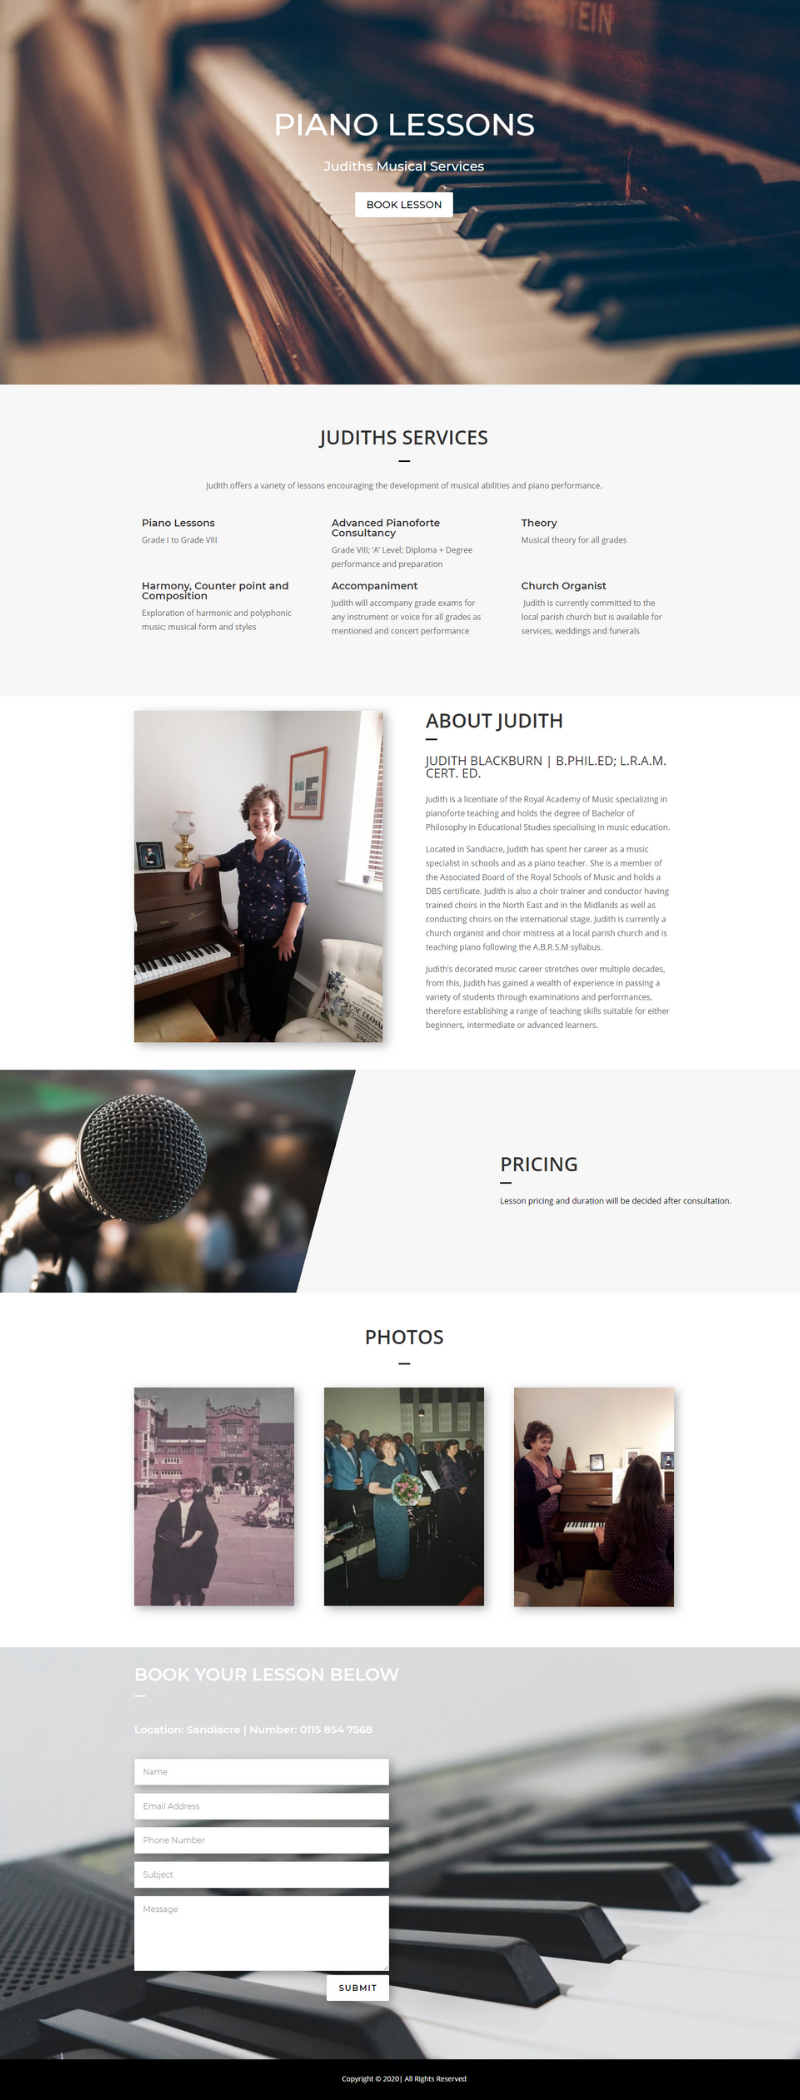 PIANO LESSONS
Judiths Musical Services
BOOK LESSON
JUDITHS SERVICES
Judith offers a variety of lessons encouraging the development of musical abilities and piano performance.
Piano Lessons
Grade I to Grade VIII
Advanced Pianoforte
Consultancy
Grade VIII; 'A' Level; Diploma + Degree
performance and preparation
Theory
Musical theory for all grades
Harmony, Counter point and
Composition
Exploration of harmonic and polyphonic
music; musical form and styles
Accompaniment
Judith will accompany grade exams for
any instrument or voice for all grades as
mentioned and concert performance
Church Organist
Judith is currently committed to the
local parish church but is available for
services, weddings and funerals
ABOUT JUDITH
JUDITH BLACKBURN | B.PHIL.ED; L.R.A.M.
CERT. ED.
Judith is a licentiate of the Royal Academy of Music specializing in
pianoforte teaching and holds the degree of Bachelor of
Philosophy in Educational Studies specialising in music education.
Located in Sandiacre, Judith has spent her career as a music
specialist in schools and as a piano teacher. She is a member of
the Associated Board of the Royal Schools of Music and holds a
DBS certificate. Judith is also a choir trainer and conductor having
trained choirs in the North East and in the Midlands as well as
conducting choirs on the international stage. Judith is currently a
church organist and choir mistress at a local parish church and is
teaching piano following the A.B.R.S.M syllabus.
Judith's decorated music career stretches over multiple decades,
from this, Judith has gained a wealth of experience in passing a
variety of students through examinations and performances,
therefore establishing a range of teaching skills suitable for either
beginners, intermediate or advanced learners.
PRICING
Lesson pricing and duration will be decided after consultation.
PHOTOS
BOOK YOUR LESSON BELOW
Location: Sandiacre | Number: 0115 854 7568
Name
Email Address
Phone Number
Subject
Message
SUBMIT
Copyright © 2020| All Rights Reserved